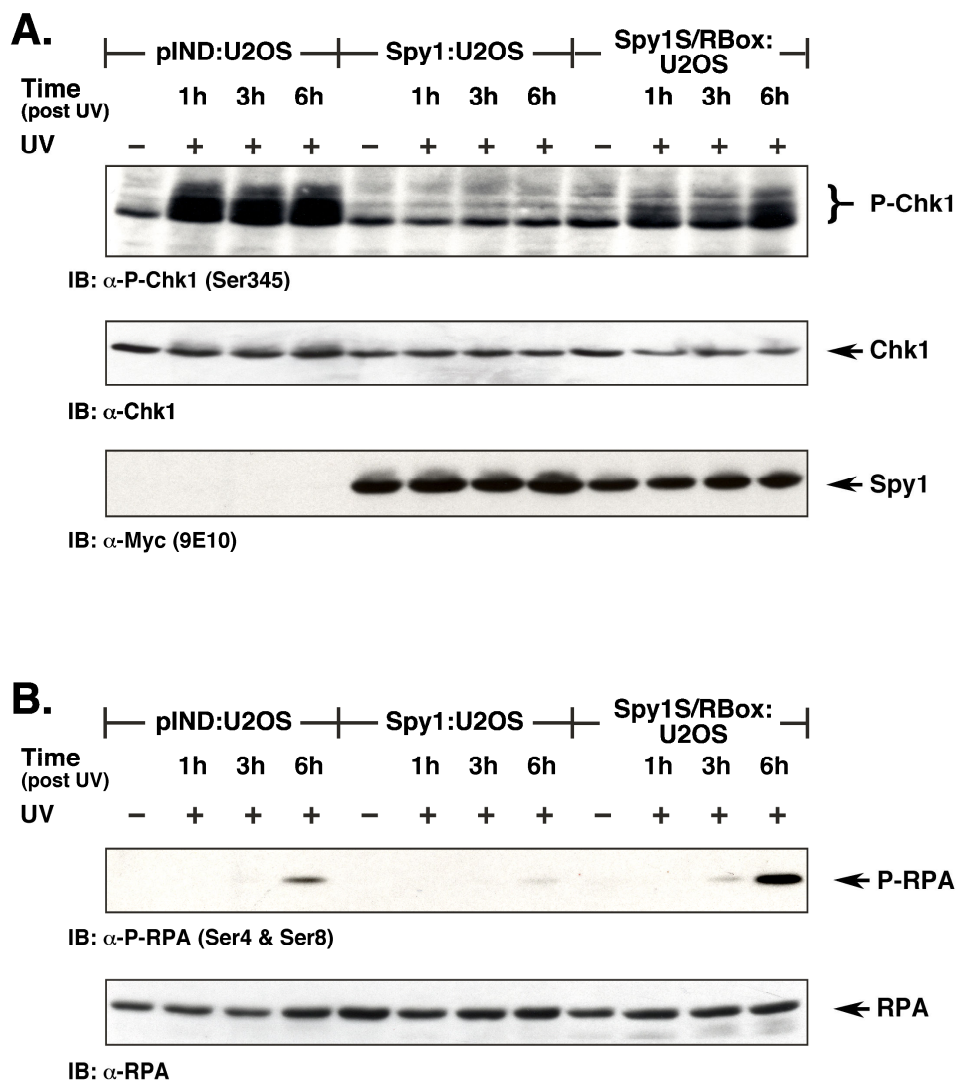 A.
pIND:U2OS Spy1:U2OS Spy1S/RBox:
U2OS
Time 1h 3h 6h 1h 3h 6h 1h 3h 6h
(post UV)
UV – + + + – + + + – + + +
P-Chk1
IB: α-P-Chk1 (Ser345)
Chk1
IB: α-Chk1
Spy1
IB: α-Myc (9E10)
B.
pIND:U2OS Spy1:U2OS Spy1S/RBox:
U2OS
Time 1h 3h 6h 1h 3h 6h 1h 3h 6h
(post UV)
UV – + + + – + + + – + + +
P-RPA
IB: α-P-RPA (Ser4 & Ser8)
RPA
IB: α-RPA